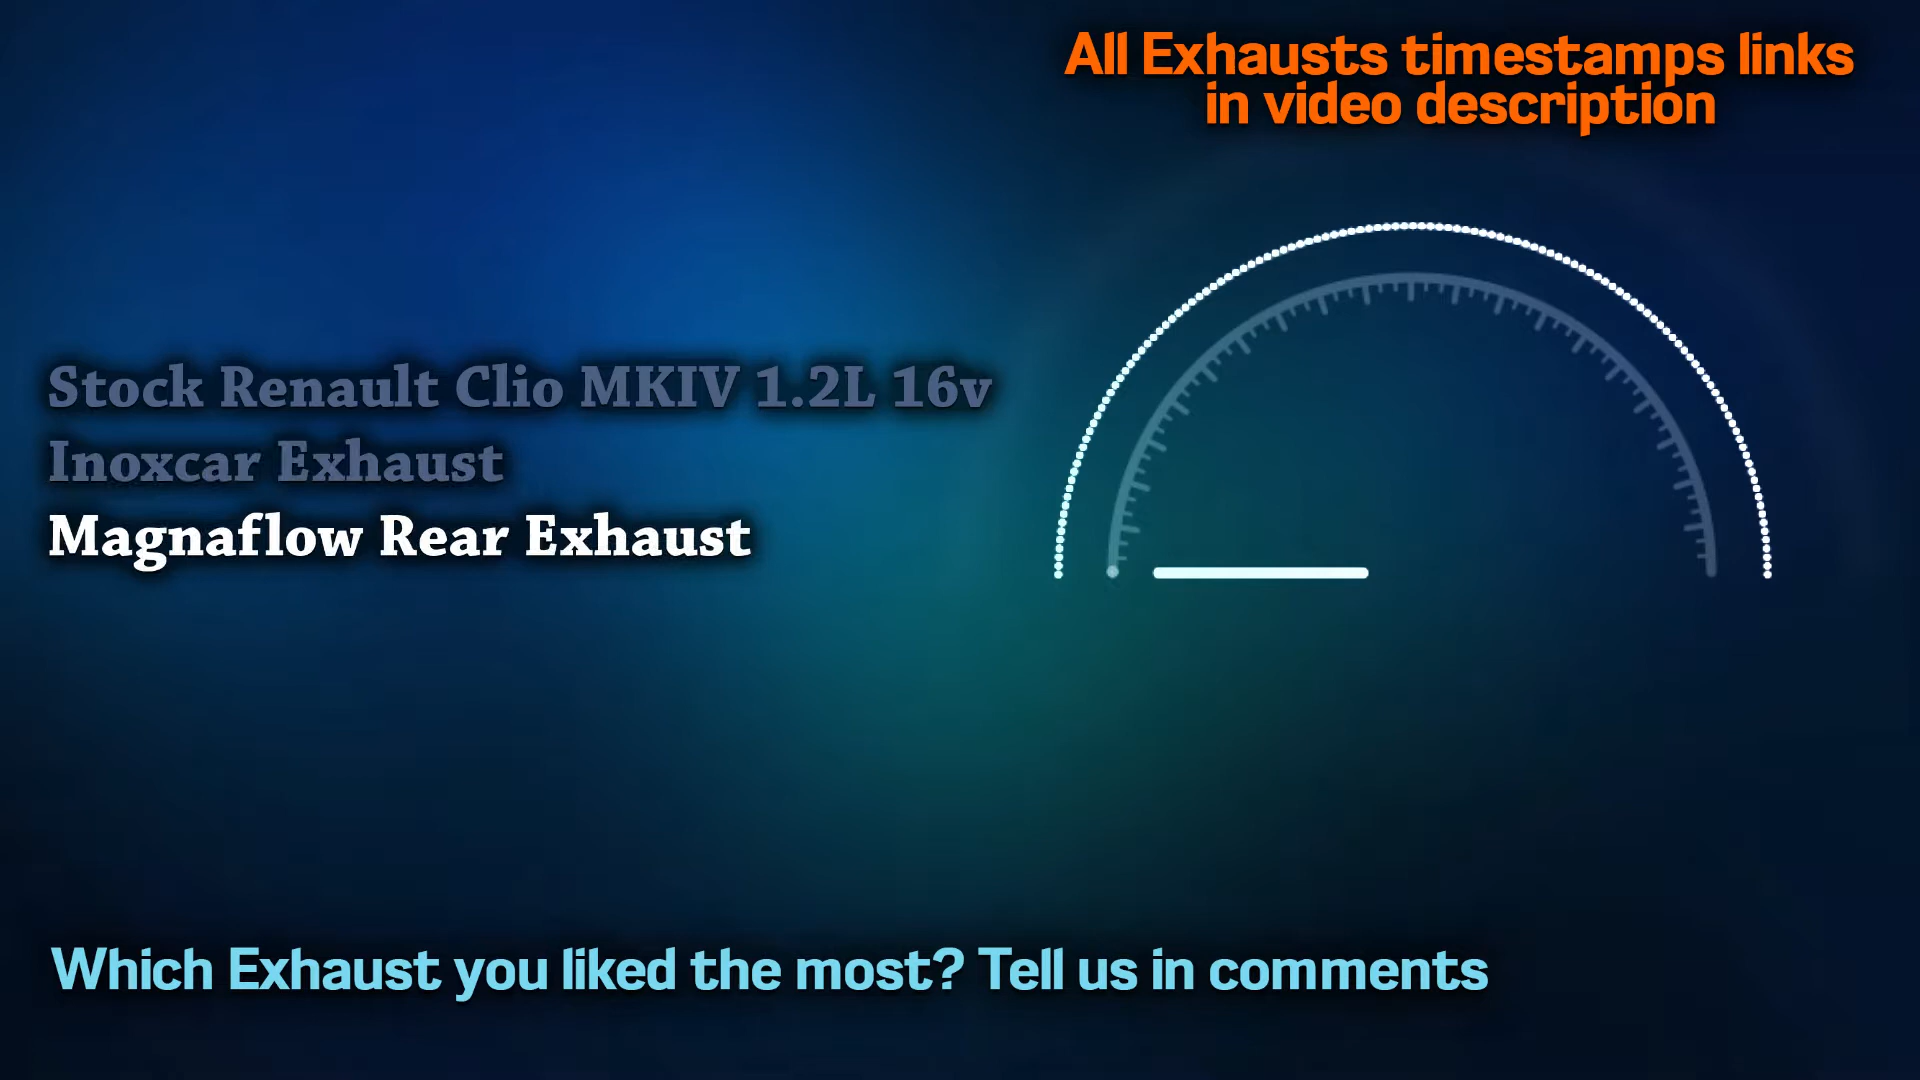 All Exhausts timestamps links
in video description
Stock Renault Clio MKIV 1.2L 16v
Inoxcar Exhaust
Magnaflow Rear Exhaust
Which Exhaust you liked the most? Tell us in comments